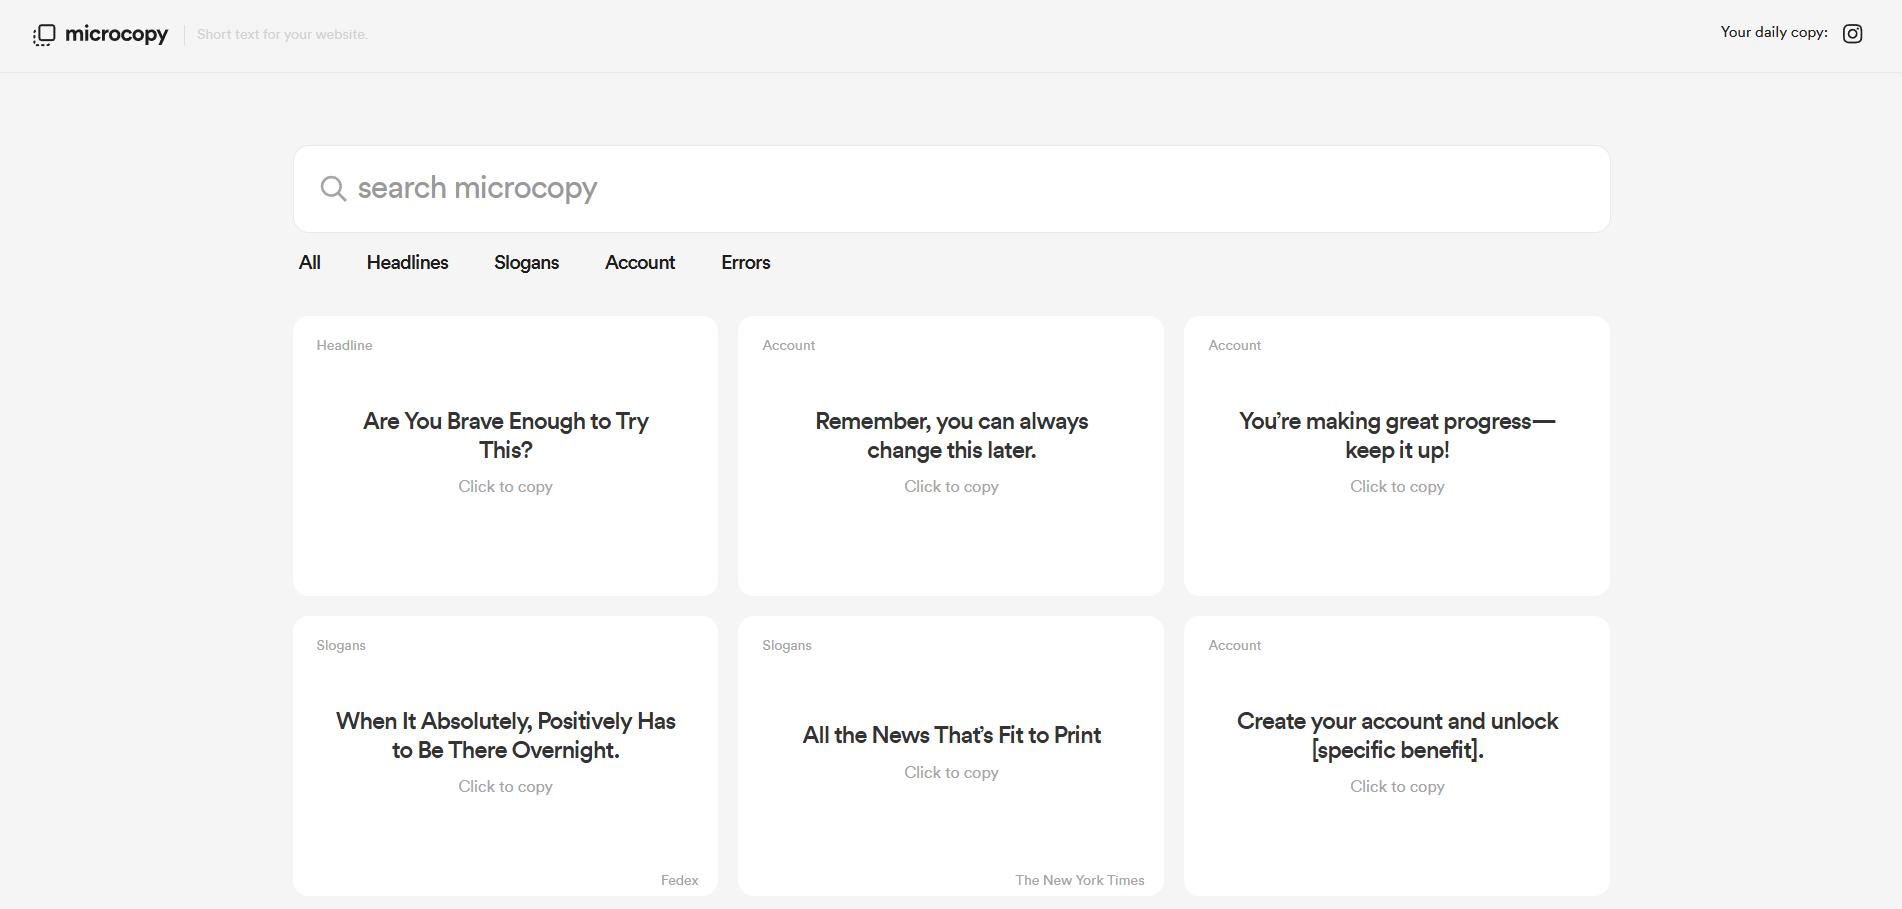 microcopy
Short text for your website.
Your daily copy:
search microcopy
All
Headlines
Slogans
Account
Errors
Headline
Are You Brave Enough to Try
This?
Click to copy
Account
Remember, you can always
change this later.
Click to copy
Account
You’re making great progress—
keep it up!
Click to copy
Slogans
When It Absolutely, Positively Has
to Be There Overnight.
Click to copy
Fedex
Slogans
All the News That’s Fit to Print
Click to copy
The New York Times
Account
Create your account and unlock
[specific benefit].
Click to copy